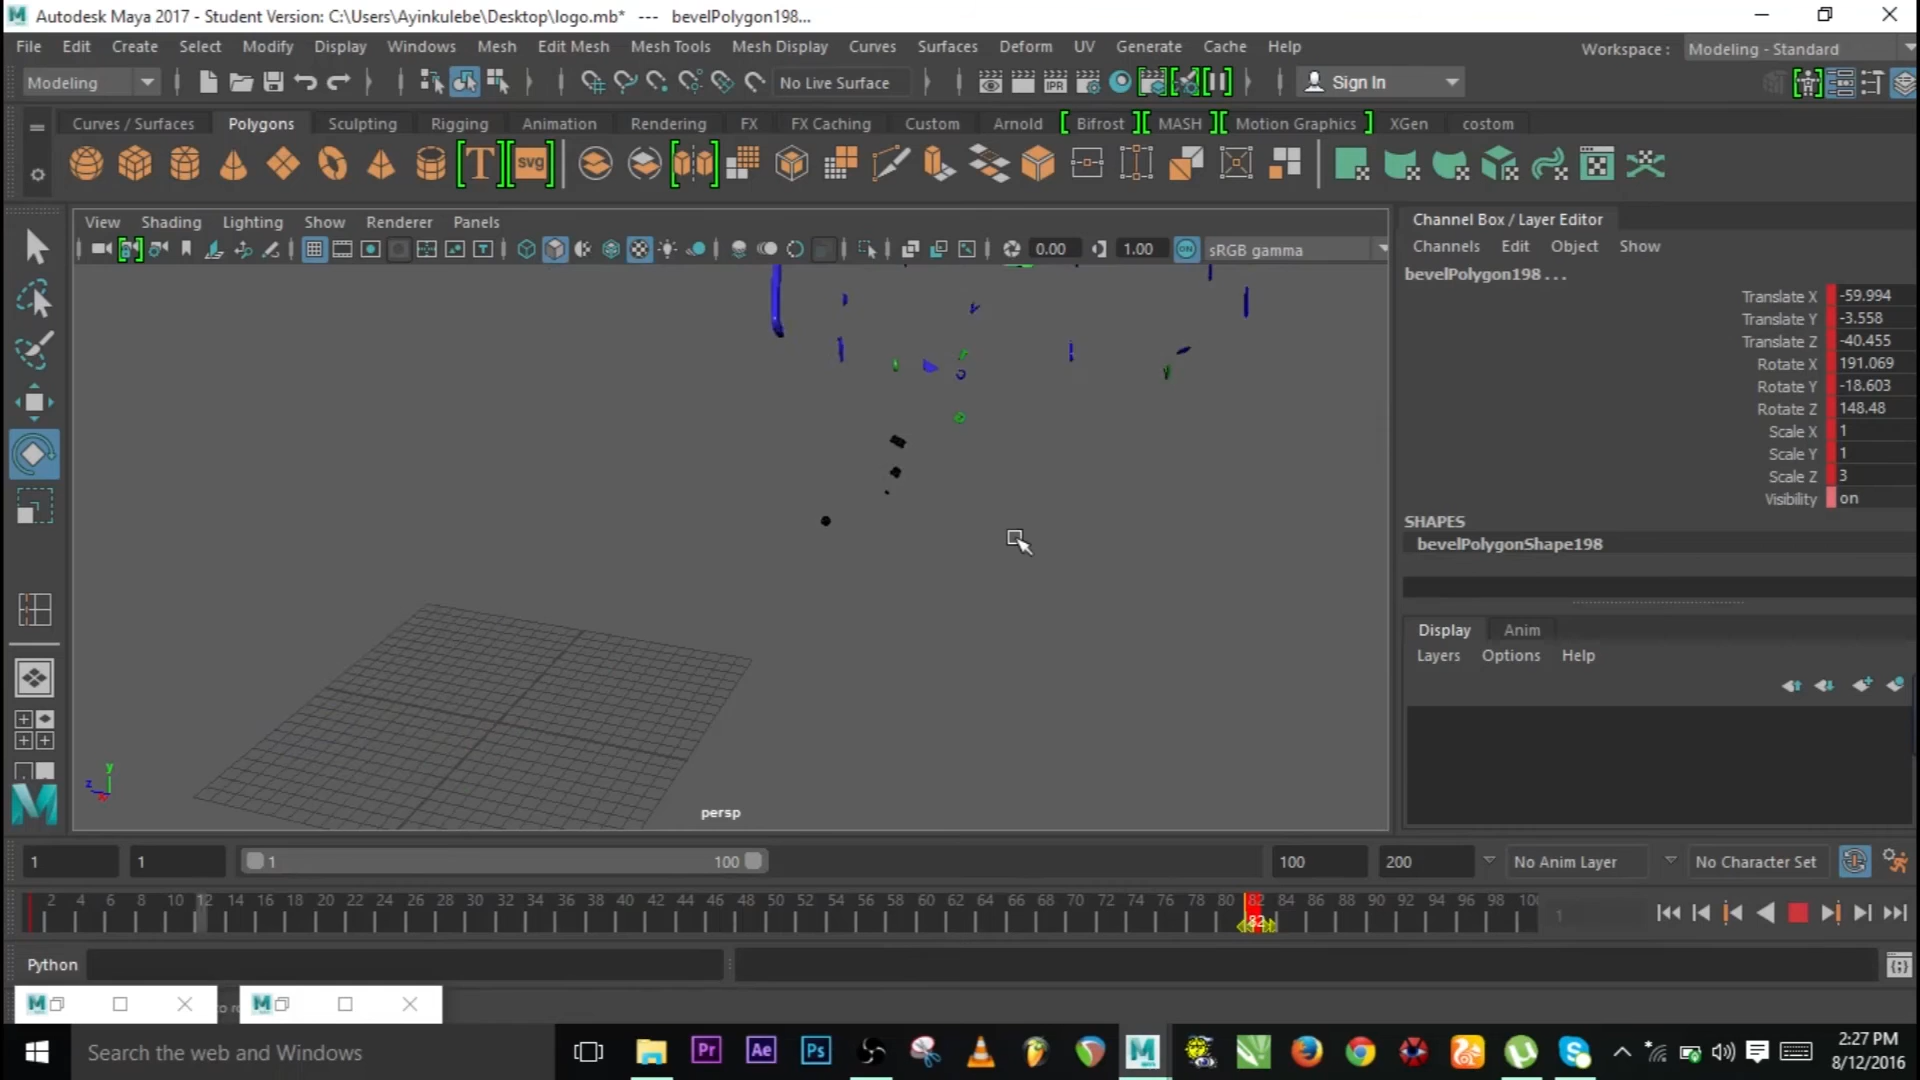 Autodesk Maya 2017 - Student Version: C:\Users\Ayinkulebe\Desktop\logo.mb* --- bevelPolygon198...
File Edit Create Select Modify Display Windows Mesh Edit Mesh Mesh Tools Mesh Display Curves Surfaces Deform UV Generate Cache Help Workspace : Modeling - Standard
Modeling No Live Surface IPR Sign In
Curves / Surfaces Polygons Sculpting Rigging Animation Rendering FX FX Caching Custom Arnold Bifrost MASH Motion Graphics XGen costom
T svg
View Shading Lighting Show Renderer Panels
0.00 1.00 ON sRGB gamma
Channel Box / Layer Editor
Channels Edit Object Show
bevelPolygon198 . . .
Translate X -59.994
Translate Y -3.558
Translate Z -40.455
Rotate X 191.069
Rotate Y -18.603
Rotate Z 148.48
Scale X 1
Scale Y 1
Scale Z 3
Visibility on
SHAPES
bevelPolygonShape198
Display Anim
Layers Options Help
y
z
x
persp
1 1 1 100 100 200 No Anim Layer No Character Set
2 4 6 8 10 12 14 16 18 20 22 24 26 28 30 32 34 36 38 40 42 44 46 48 50 52 54 56 58 60 62 64 66 68 70 72 74 76 78 80 82 84 86 88 90 92 94 96 98 100
82
1
Python
Search the web and Windows
Pr Ae Ps
2:27 PM
8/12/2016